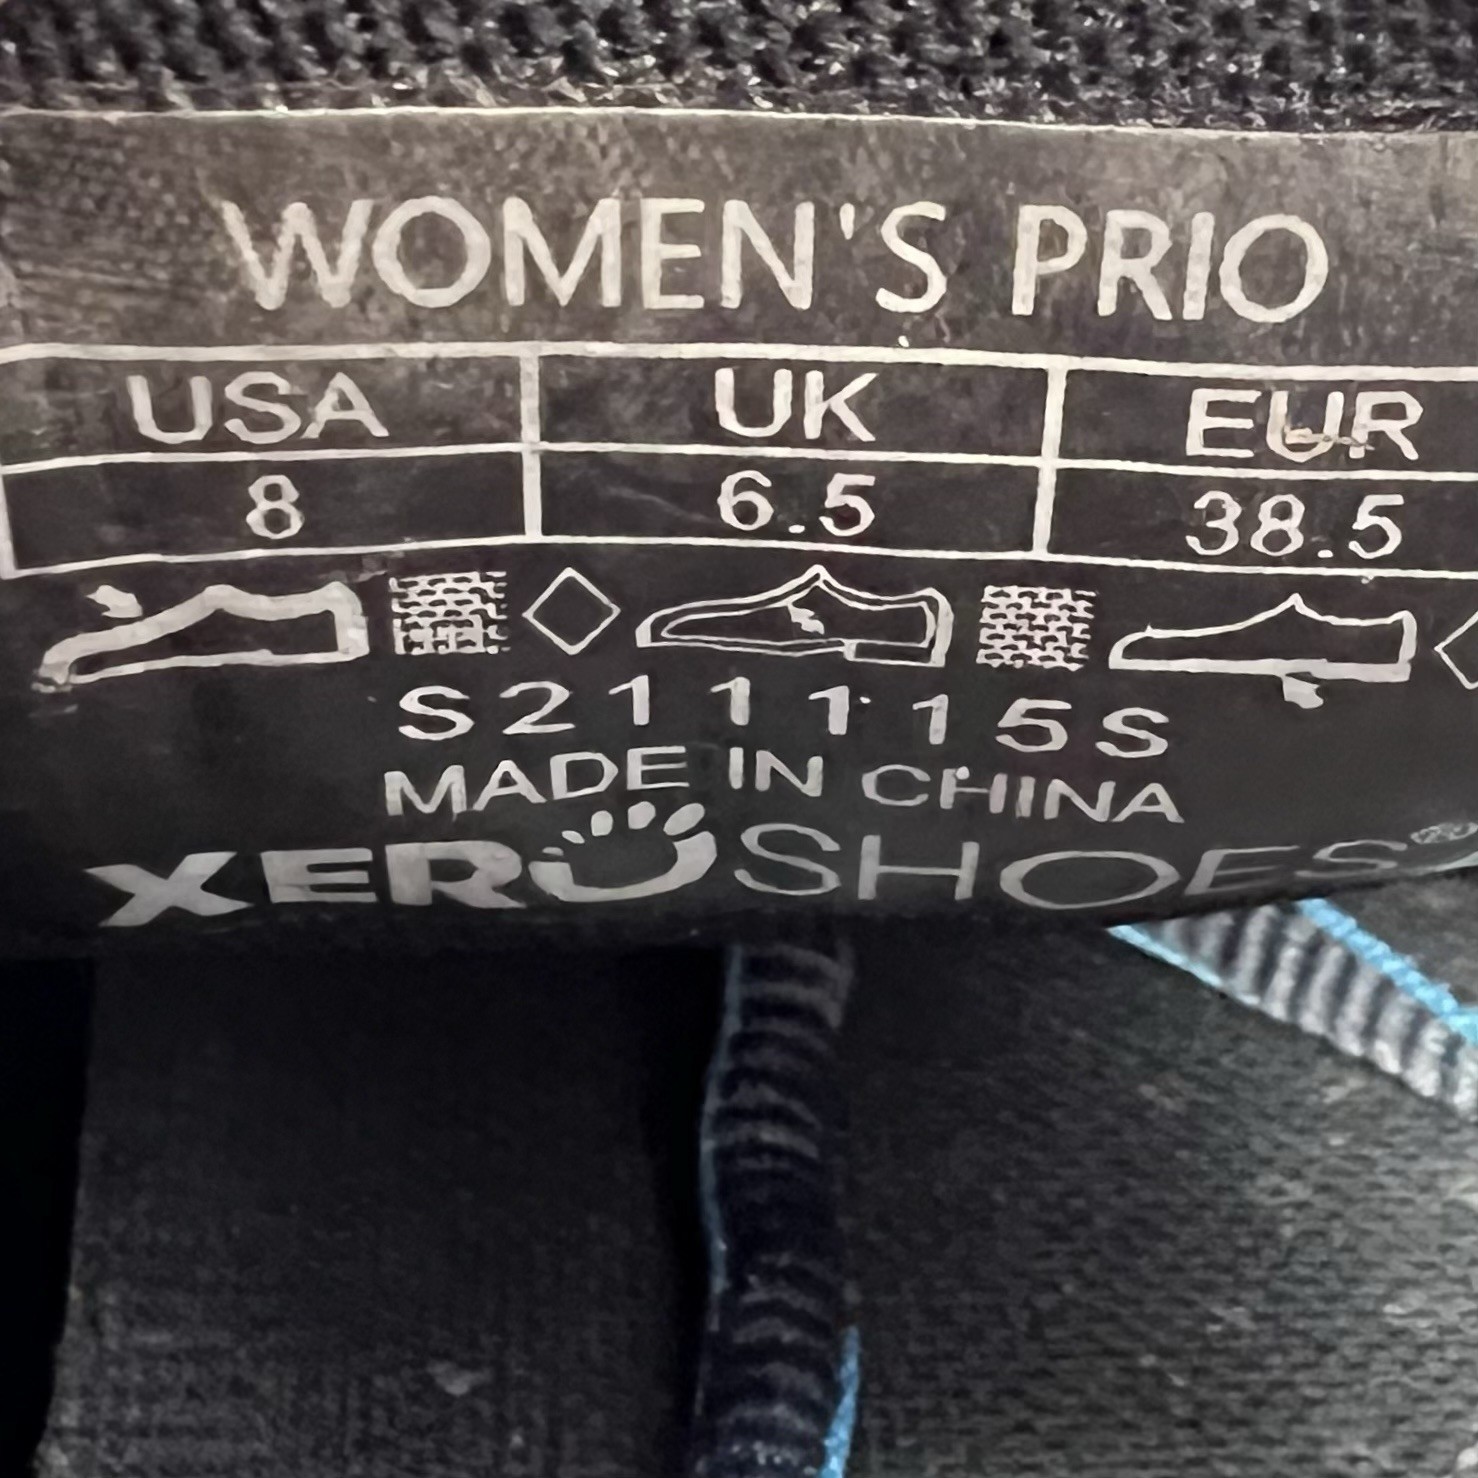 WOMEN'S PRIO
USA UK EUR
8 6.5 38.5
S211115S
MADE IN CHINA
XEROSHOES